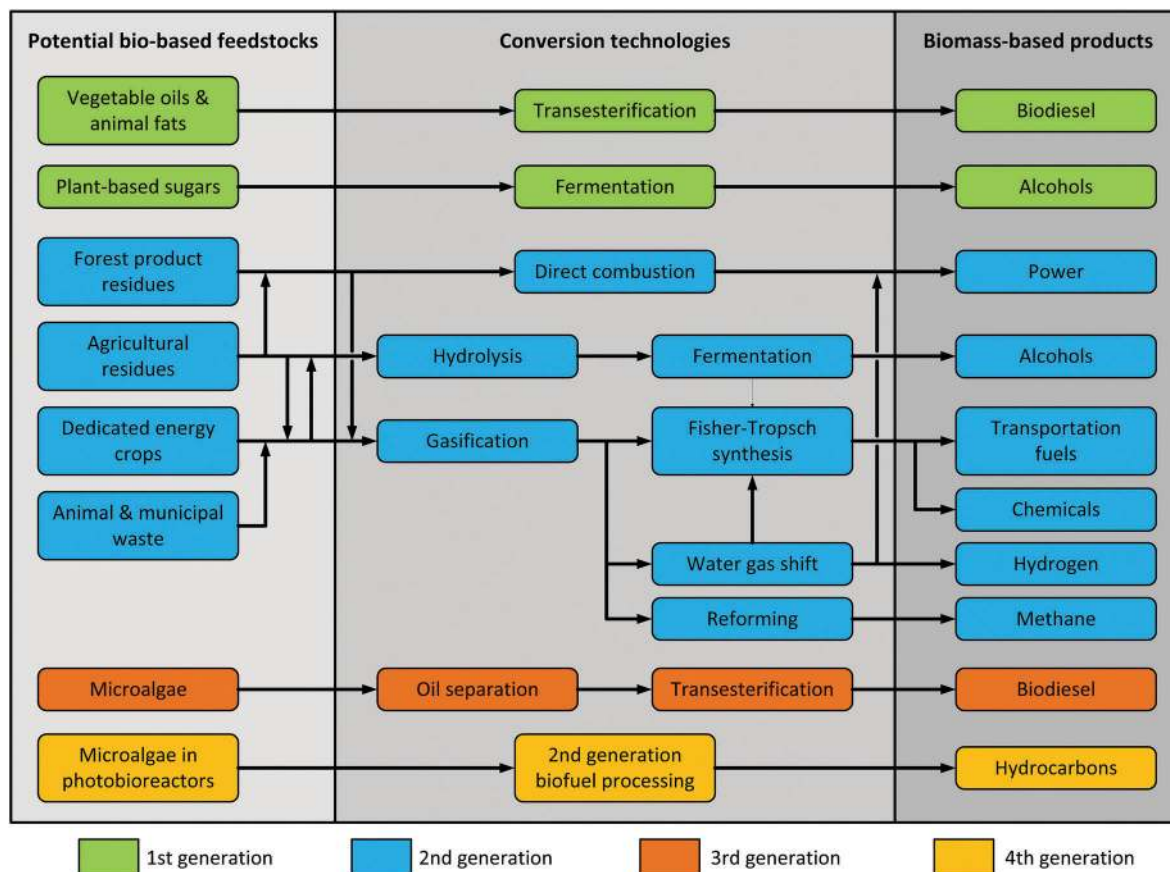 Potential bio-based feedstocks
Conversion technologies
Biomass-based products
Vegetable oils &
animal fats
Transesterification
Biodiesel
Plant-based sugars
Fermentation
Alcohols
Forest product
residues
Direct combustion
Power
Agricultural
residues
Hydrolysis
Fermentation
Alcohols
Dedicated energy
crops
Gasification
Fisher-Tropsch
synthesis
Transportation
fuels
Chemicals
Animal & municipal
waste
Water gas shift
Hydrogen
Reforming
Methane
Microalgae
Oil separation
Transesterification
Biodiesel
Microalgae in
photobioreactors
2nd generation
biofuel processing
Hydrocarbons
1st generation
2nd generation
3rd generation
4th generation